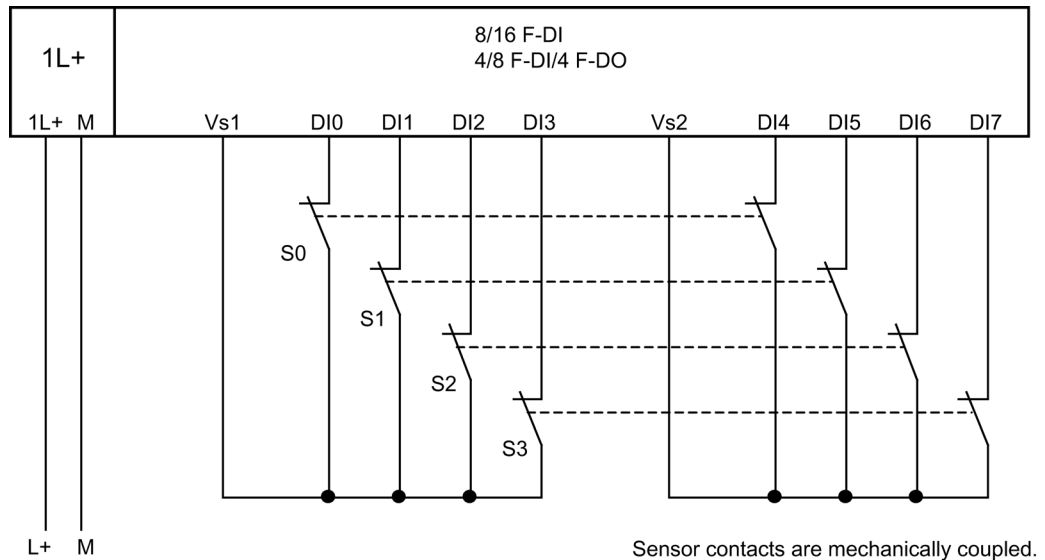 1L+
8/16 F-DI
4/8 F-DI/4 F-DO
1L+ M Vs1 DI0 DI1 DI2 DI3 Vs2 DI4 DI5 DI6 DI7
S0
S1
S2
S3
L+ M
Sensor contacts are mechanically coupled.